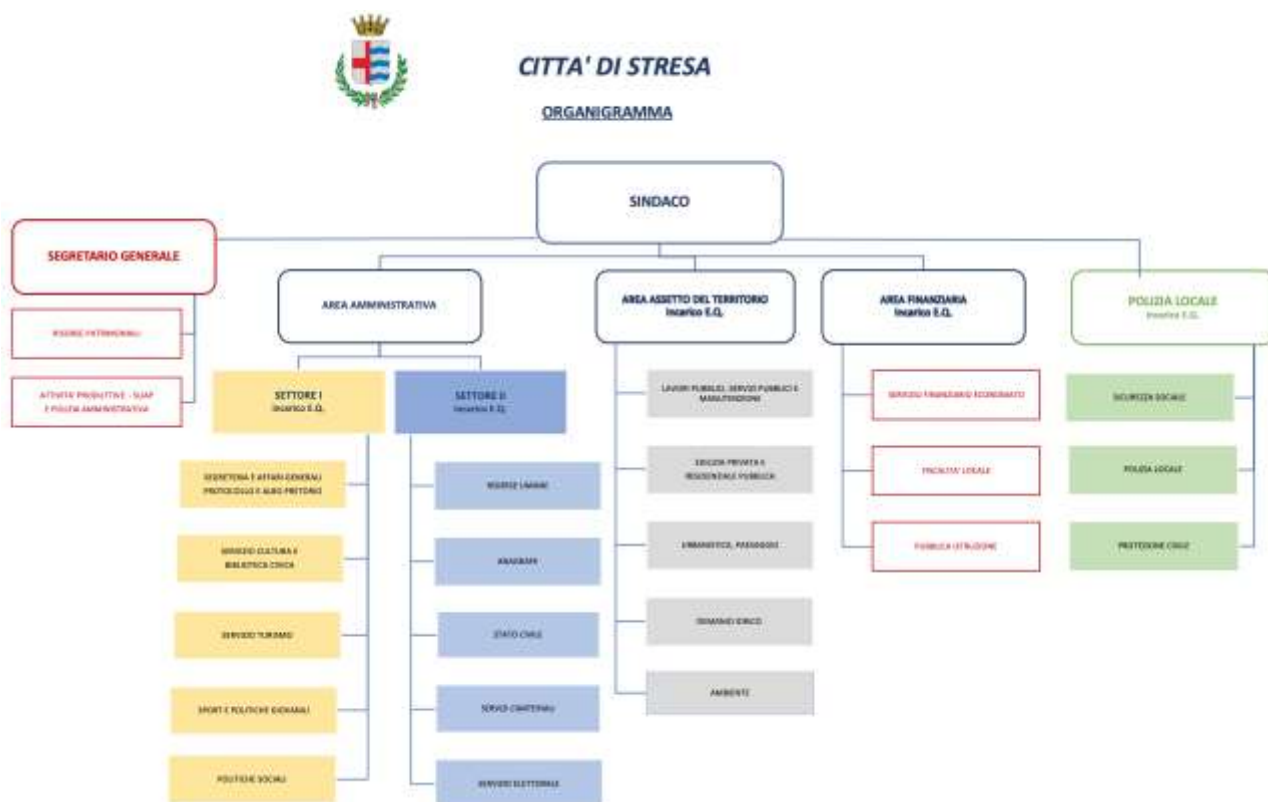 CITTA' DI STRESA
ORGANIGRAMMA
SINDACO
SEGRETARIO GENERALE
RISORSE PATRIMONIALI
ATTIVITA' PRODUTTIVE - SUAP
E POLIZIA AMMINISTRATIVA
AREA AMMINISTRATIVA
SETTORE I
Incarico E.Q.
SEGRETERIA E AFFARI GENERALI
PROTOCOLLO E ALBO PRETORIO
SERVIZIO CULTURA E
BIBLIOTECA CIVICA
SERVIZIO TURISMO
SPORT E POLITICHE GIOVANILI
POLITICHE SOCIALI
SETTORE II
Incarico E.Q.
RISORSE UMANE
ANAGRAFE
STATO CIVILE
SERVIZI CIMITERIALI
SERVIZIO ELETTORALE
AREA ASSETTO DEL TERRITORIO
Incarico E.Q.
LAVORI PUBBLICI, SERVIZI PUBBLICI E
MANUTENZIONE
EDILIZIA PRIVATA E
RESIDENZIALE PUBBLICA
URBANISTICA, PAESAGGIO
DEMANIO IDRICO
AMBIENTE
AREA FINANZIARIA
Incarico E.Q.
SERVIZIO FINANZIARIO ECONOMATO
FISCALITA' LOCALE
PUBBLICA ISTRUZIONE
POLIZIA LOCALE
Incarico E.Q.
SICUREZZA SOCIALE
POLIZIA LOCALE
PROTEZIONE CIVILE